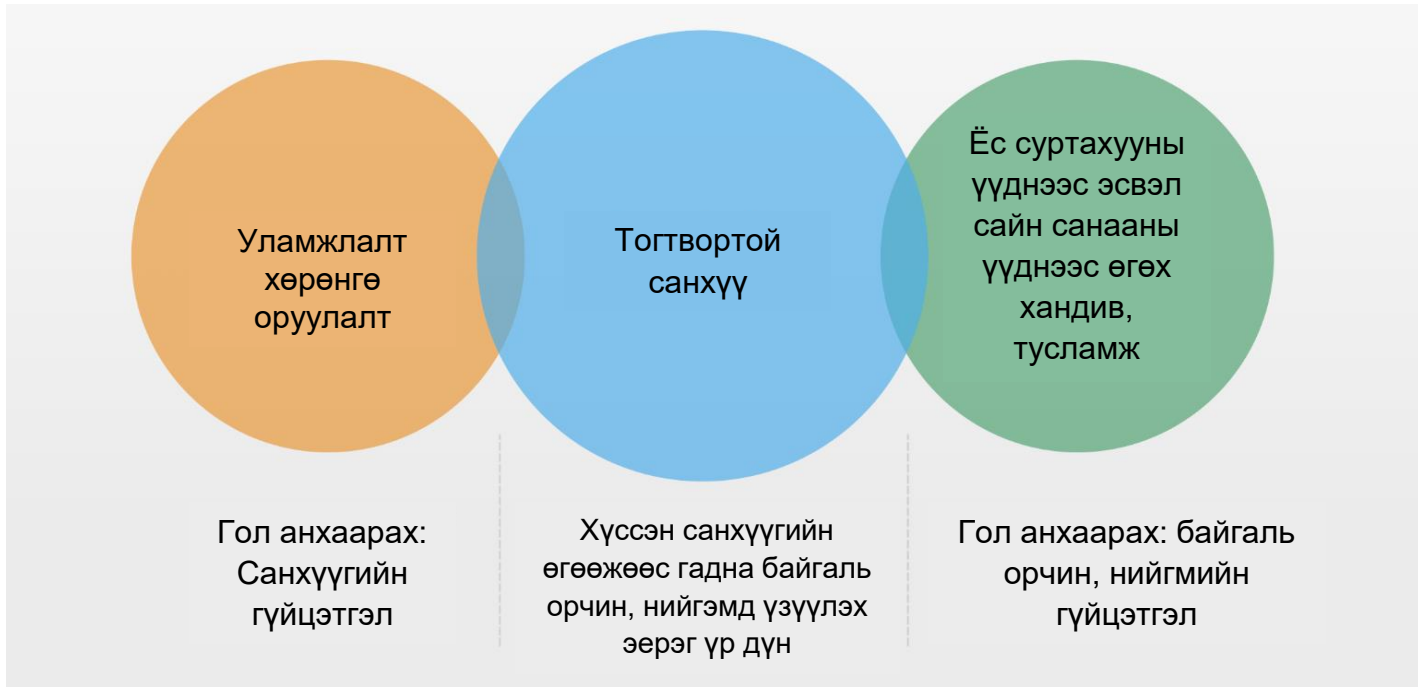 Уламжлалт
хөрөнгө
оруулалт
Тогтвортой
санхүү
Ёс суртахууны
үүднээс эсвэл
сайн санааны
үүднээс өгөх
хандив,
тусламж
Гол анхаарах:
Санхүүгийн
гүйцэтгэл
Хүссэн санхүүгийн
өгөөжөөс гадна байгаль
орчин, нийгэмд үзүүлэх
эерэг үр дүн
Гол анхаарах: байгаль
орчин, нийгмийн
гүйцэтгэл